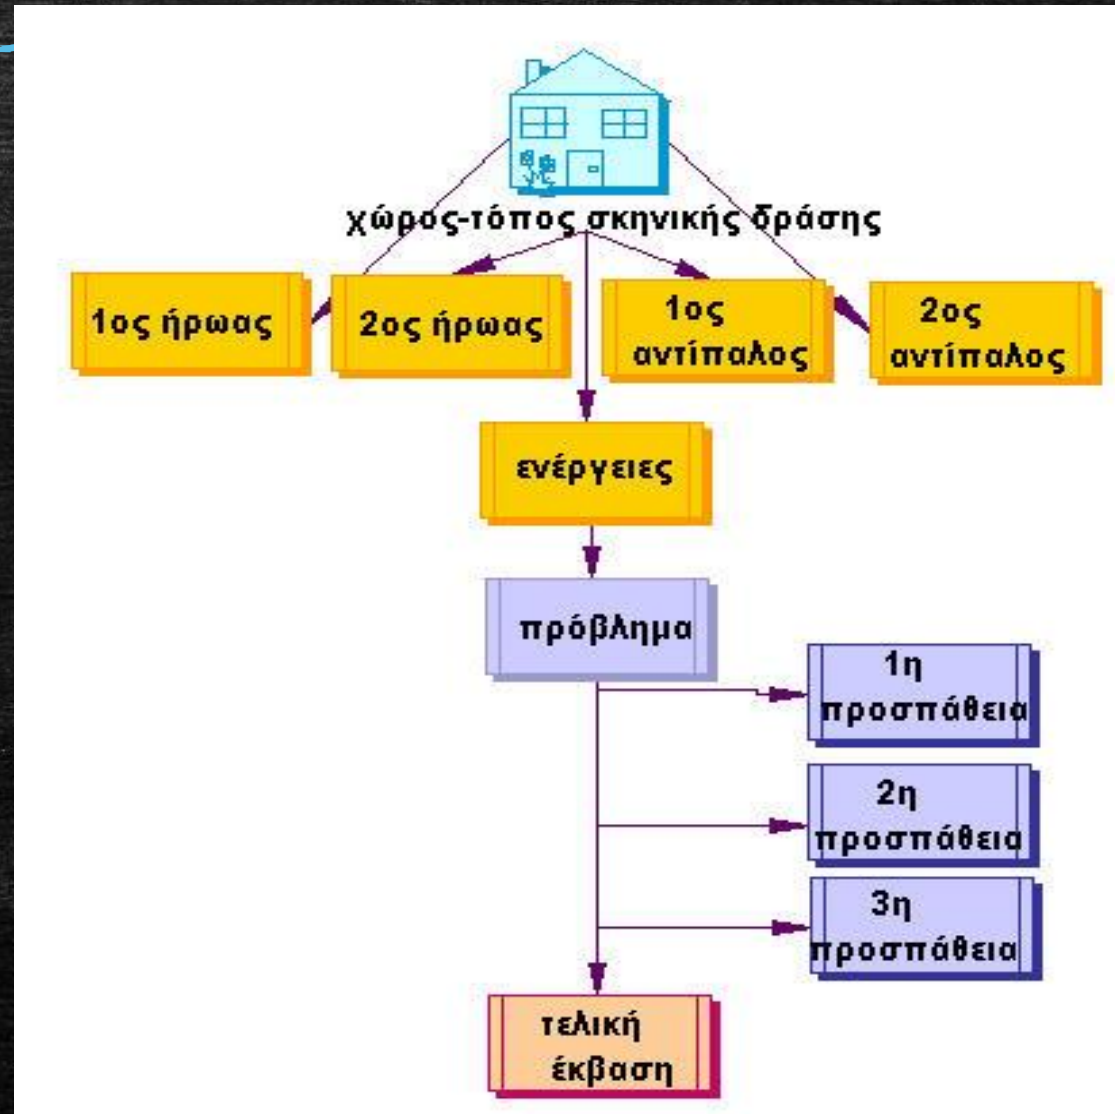 χώρος-τόπος σκηνικής δράσης
1ος ήρωας
2ος ήρωας
1ος
αντίπαλος
2ος
αντίπαλος
ενέργειες
πρόβλημα
1η
προσπάθεια
2η
προσπάθεια
3η
προσπάθεια
τελική
έκβαση